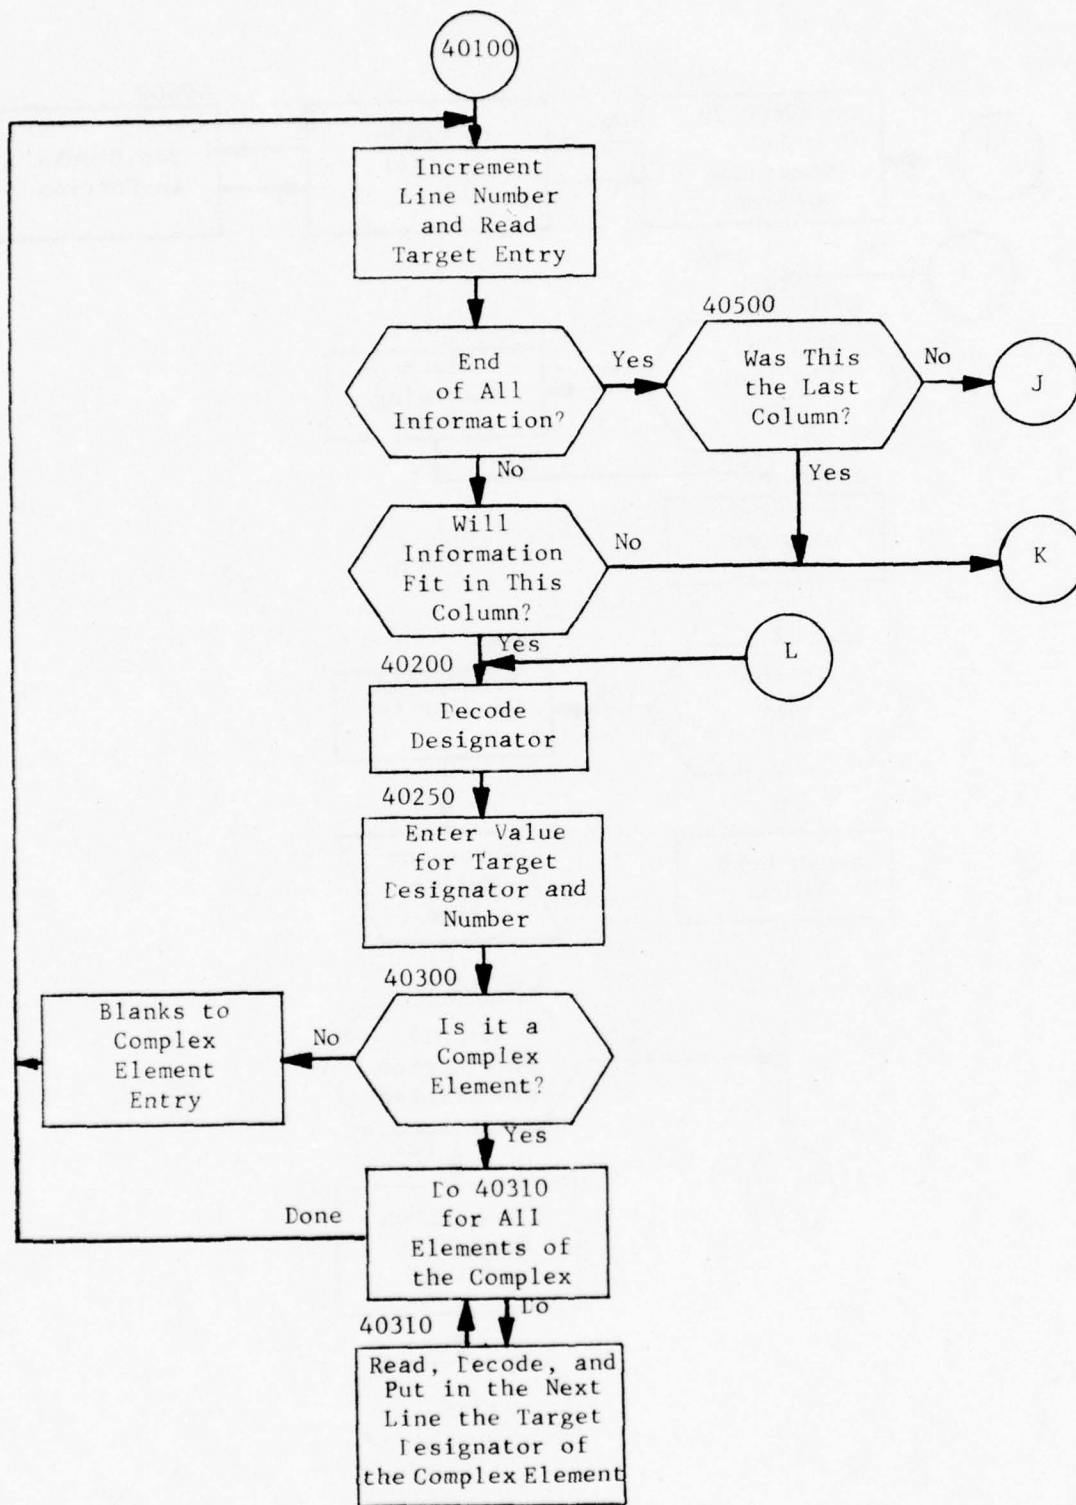 40100
Increment
Line Number
and Read
Target Entry
End
of All
Information?
Yes
40500
Was This
the Last
Column?
No
J
No
Yes
Will
Information
Fit in This
Column?
No
K
Yes
40200
L
Decode
Designator
40250
Enter Value
for Target
Designator and
Number
40300
Is it a
Complex
Element?
No
Blanks to
Complex
Element
Entry
Yes
Do 40310
for All
Elements of
the Complex
Done
Do
40310
Read, Decode, and
Put in the Next
Line the Target
Designator of
the Complex Element